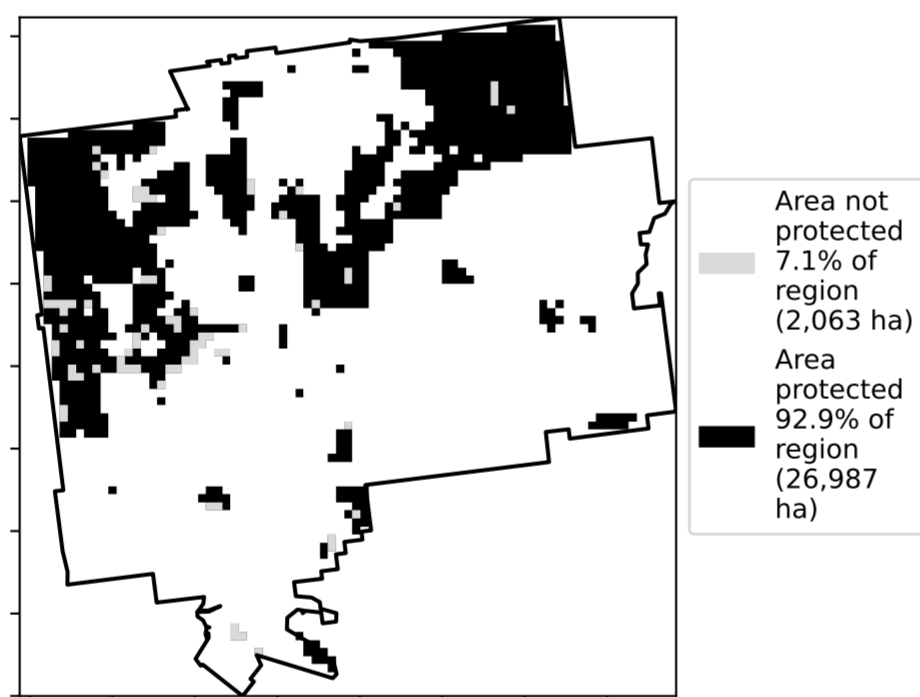 Area not
protected
7.1% of
region
(2,063 ha)
Area
protected
92.9% of
region
(26,987
ha)